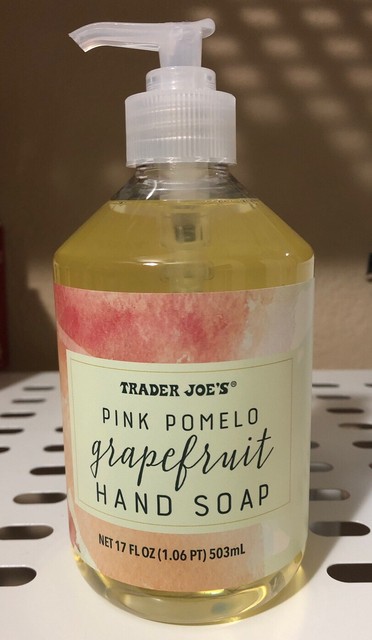 TRADER JOE'S®
PINK POMELO
grapefruit
HAND SOAP
NET 17 FL OZ (1.06 PT) 503mL